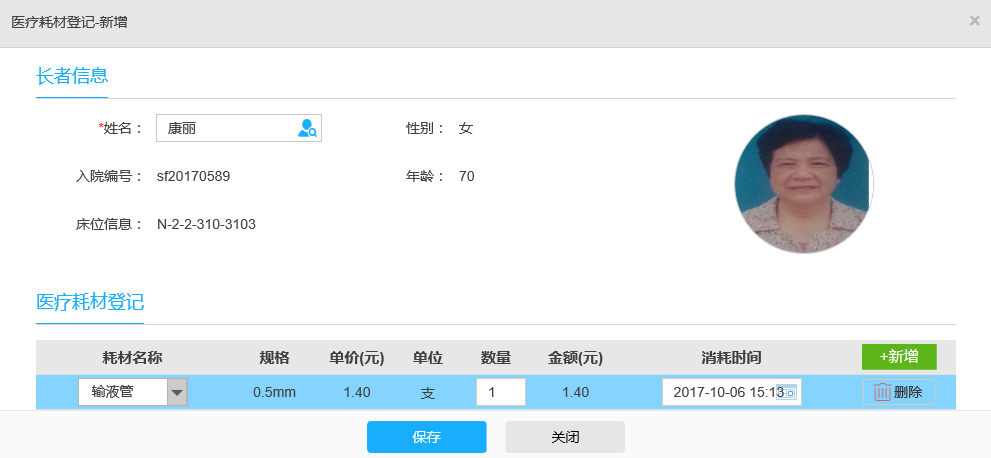 医疗耗材登记-新增 ×
长者信息
*姓名： 康丽 性别： 女
入院编号： sf20170589 年龄： 70
床位信息： N-2-2-310-3103
医疗耗材登记
耗材名称 规格 单价(元) 单位 数量 金额(元) 消耗时间 +新增
输液管 0.5mm 1.40 支 1 1.40 2017-10-06 15:13 删除
保存 关闭